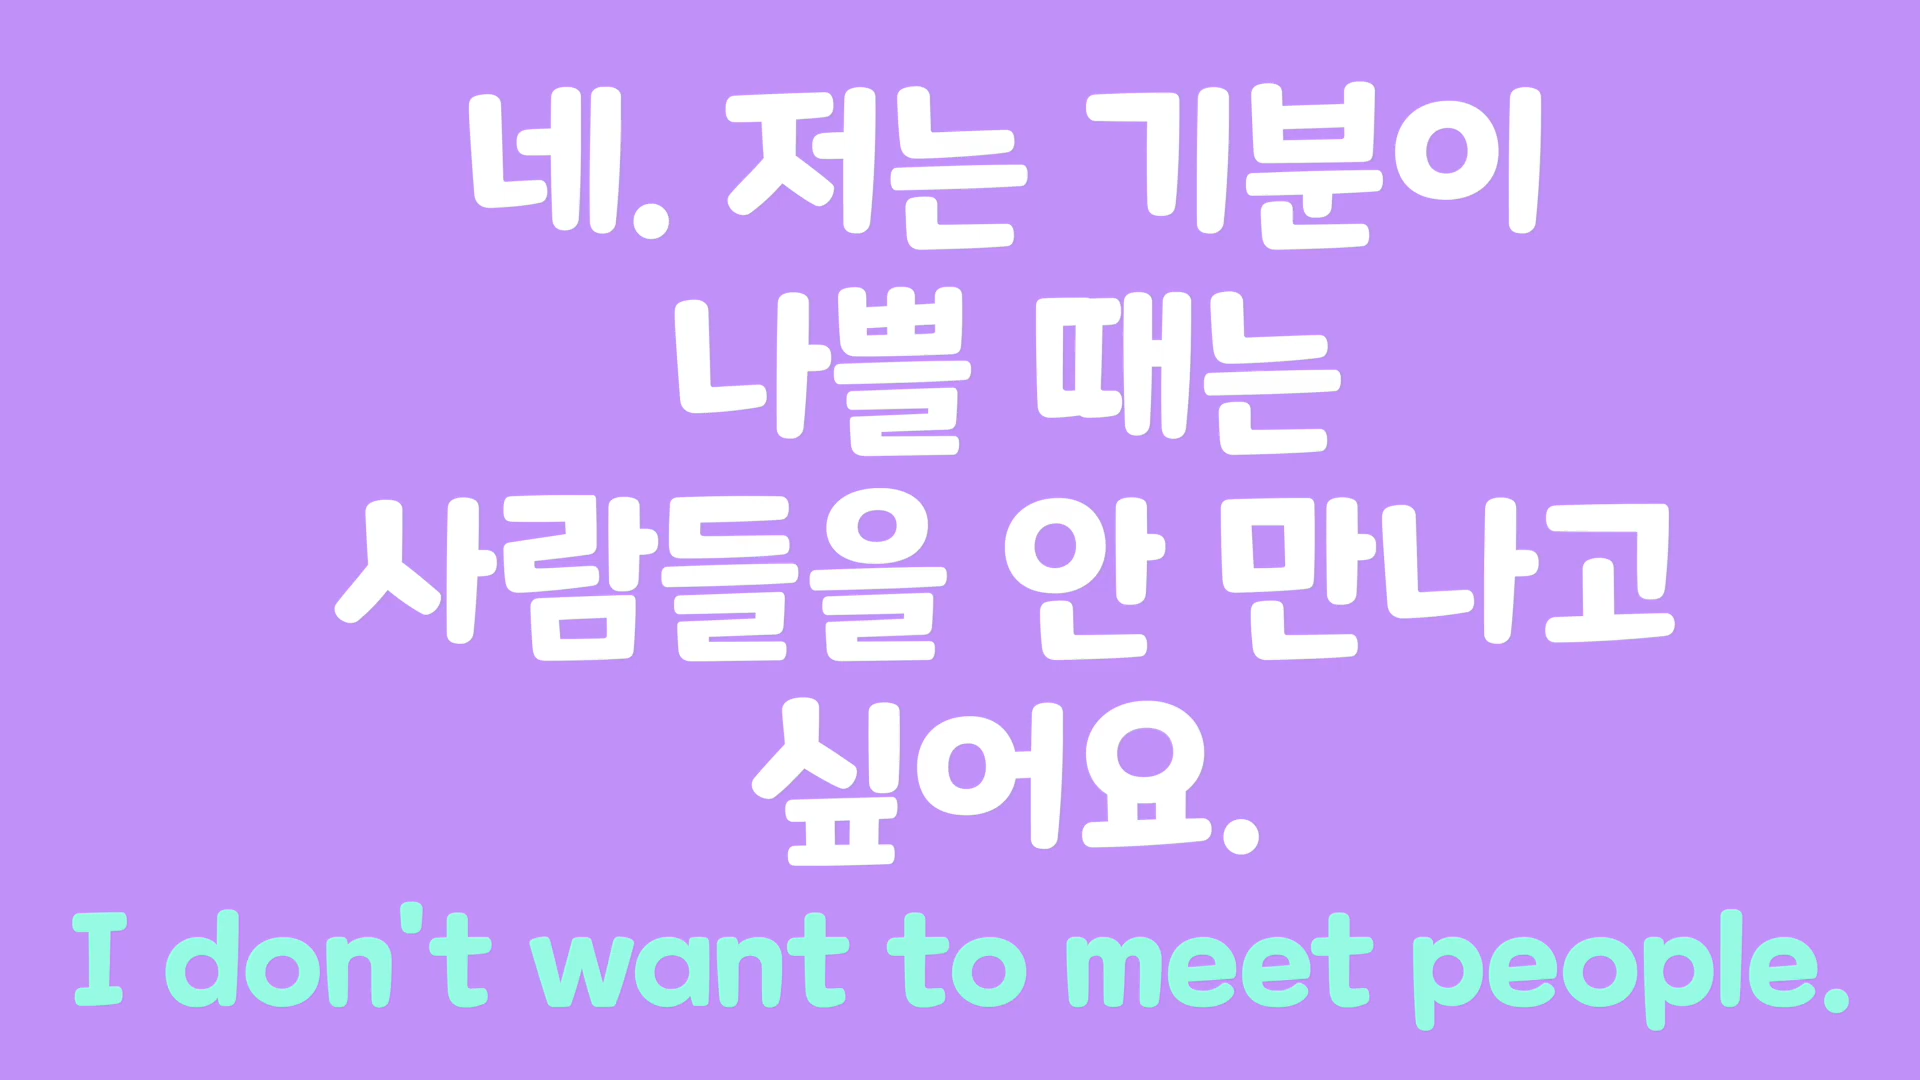 네. 저는 기분이
나쁠 때는
사람들을 안 만나고
싶어요.
I don't want to meet people.